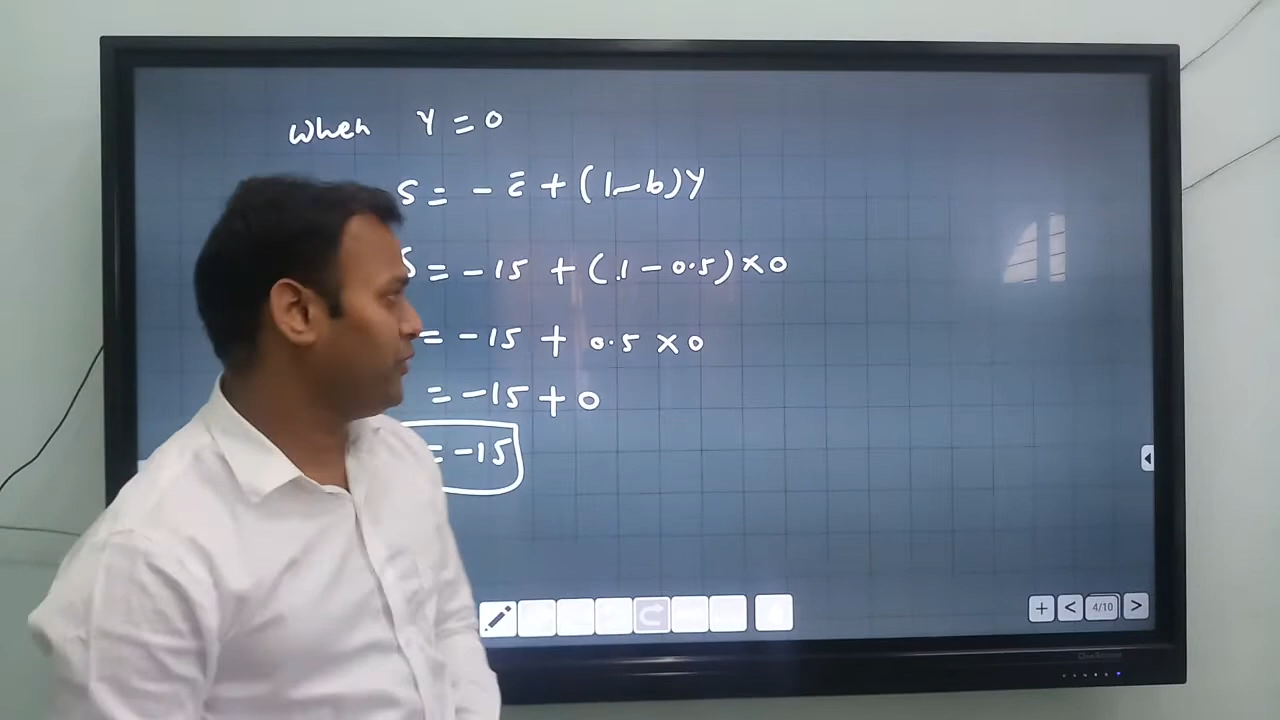 When Y = 0
S = - c̄ + (1-b)Y
S = -15 + (1 - 0.5) × 0
= -15 + 0.5 × 0
= -15 + 0
= -15
+ < 4/10 >